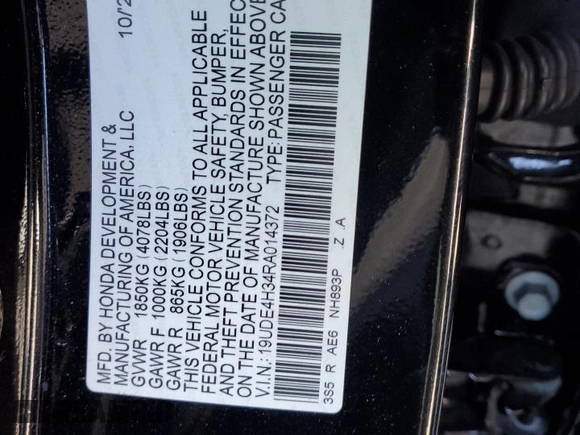 MFD. BY HONDA DEVELOPMENT & 10/2
MANUFACTURING OF AMERICA, LLC
GVWR 1850KG (4078LBS)
GAWR F 1000KG (2204LBS)
GAWR R 865KG (1906LBS)
THIS VEHICLE CONFORMS TO ALL APPLICABLE
FEDERAL MOTOR VEHICLE SAFETY, BUMPER,
AND THEFT PREVENTION STANDARDS IN EFFEC
ON THE DATE OF MANUFACTURE SHOWN ABOVE
V.I.N.: 19UDE4H34RA014372 TYPE: PASSENGER CA
3S5 R AE6 NH893P .Z .A